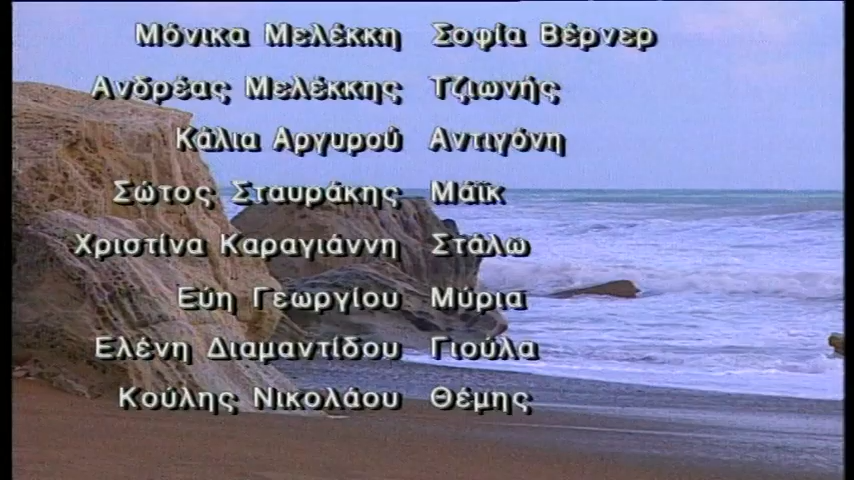 Μόνικα Μελέκκη Σοφία Βέρνερ
Ανδρέας Μελέκκης Τζιωνής
Κάλια Αργυρού Αντιγόνη
Σώτος Σταυράκης Μάϊκ
Χριστίνα Καραγιάννη Στάλω
Εύη Γεωργίου Μύρια
Ελένη Διαμαντίδου Γιούλα
Κούλης Νικολάου Θέμης